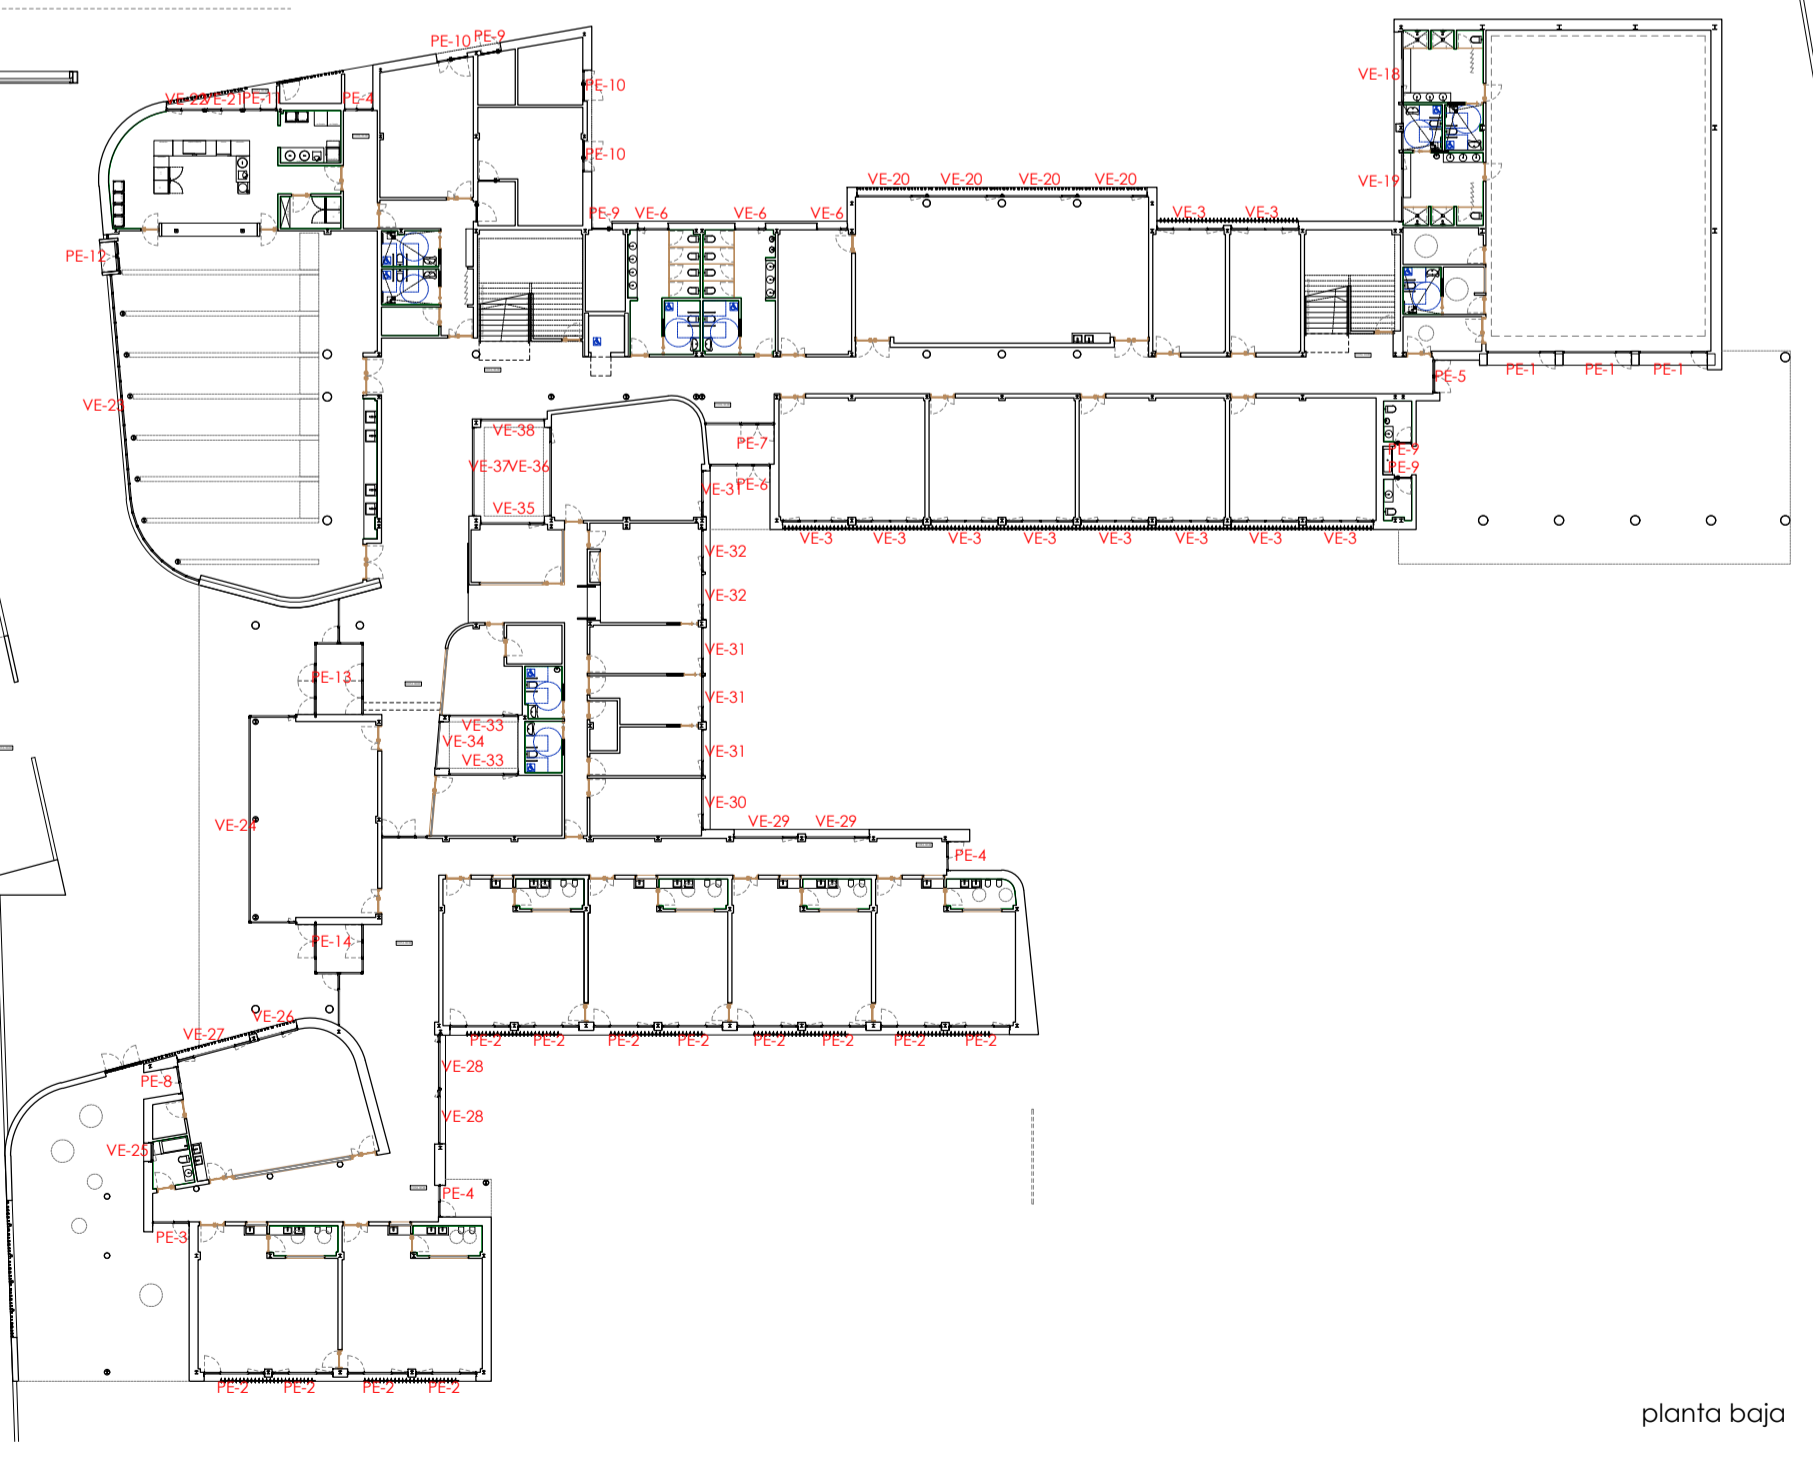 PE-10 PE-9
VE-18
PE-10
VE-22 VE-21 PE-11 PE-4
PE-10
VE-20 VE-20 VE-20 VE-20
VE-19
PE-9 VE-6 VE-6 VE-6
VE-3 VE-3
PE-12
PE-1 PE-1 PE-1
PE-5
VE-23
VE-38
PE-7
PE-9
VE-37 VE-36
PE-9
VE-31 PE-6
VE-35
VE-3 VE-3 VE-3 VE-3 VE-3 VE-3 VE-3 VE-3
VE-32
VE-32
VE-31
PE-13
VE-31
VE-33
VE-34
VE-31
VE-33
VE-30
VE-24
VE-29 VE-29
PE-4
PE-14
VE-26
VE-27
PE-2 PE-2 PE-2 PE-2 PE-2 PE-2 PE-2 PE-2
VE-28
PE-8
VE-28
VE-25
PE-4
PE-3
PE-2 PE-2 PE-2 PE-2
planta baja